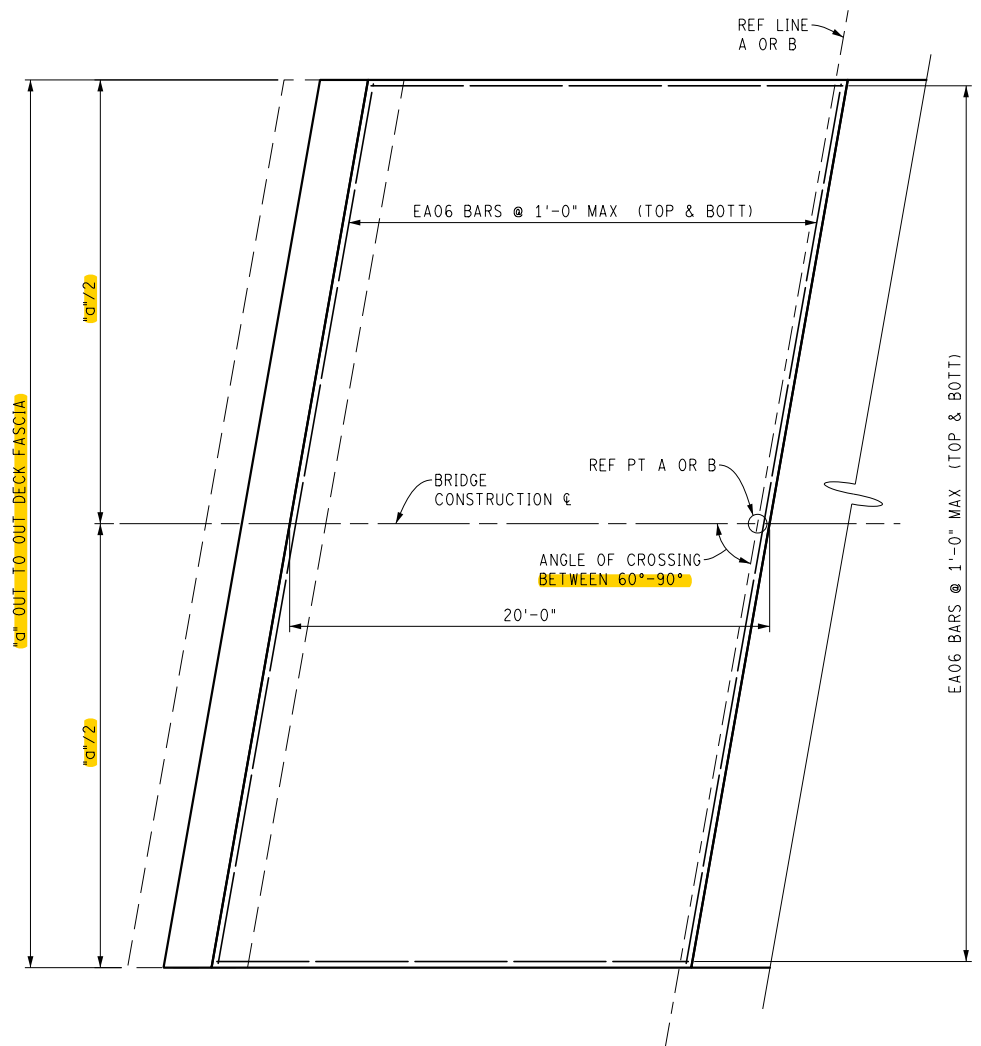 REF LINE
A OR B
EA06 BARS @ 1'-0" MAX (TOP & BOTT)
"a"/2
"a" OUT TO OUT DECK FASCIA
EA06 BARS @ 1'-0" MAX (TOP & BOTT)
REF PT A OR B
BRIDGE
CONSTRUCTION ℄
ANGLE OF CROSSING
BETWEEN 60°-90°
20'-0"
"a"/2